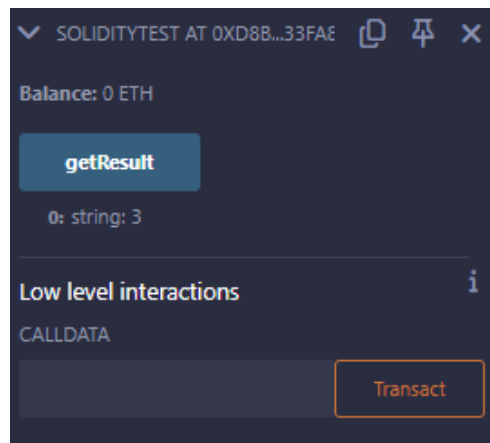 SOLIDITYTEST AT 0XD8B...33FA8
Balance: 0 ETH
getResult
0: string: 3
Low level interactions
i
CALLDATA
Transact